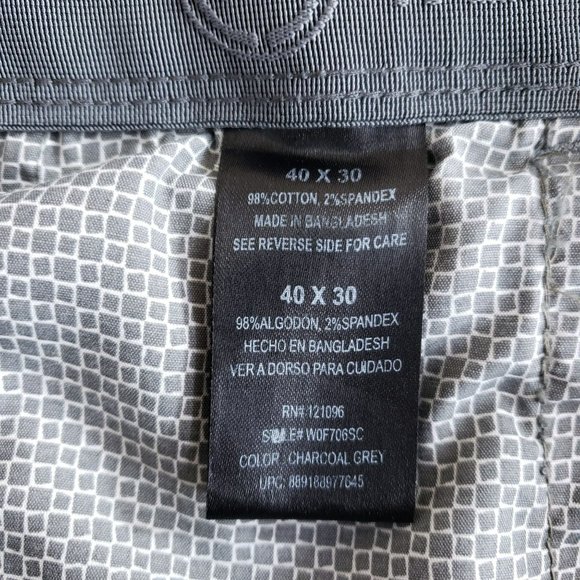 40 X 30
98%COTTON, 2%SPANDEX
MADE IN BANGLADESH
SEE REVERSE SIDE FOR CARE
40 X 30
98%ALGODON, 2%SPANDEX
HECHO EN BANGLADESH
VER A DORSO PARA CUIDADO
RN# 121096
STYLE# W0F706SC
COLOR : CHARCOAL GREY
UPC: 889188977645